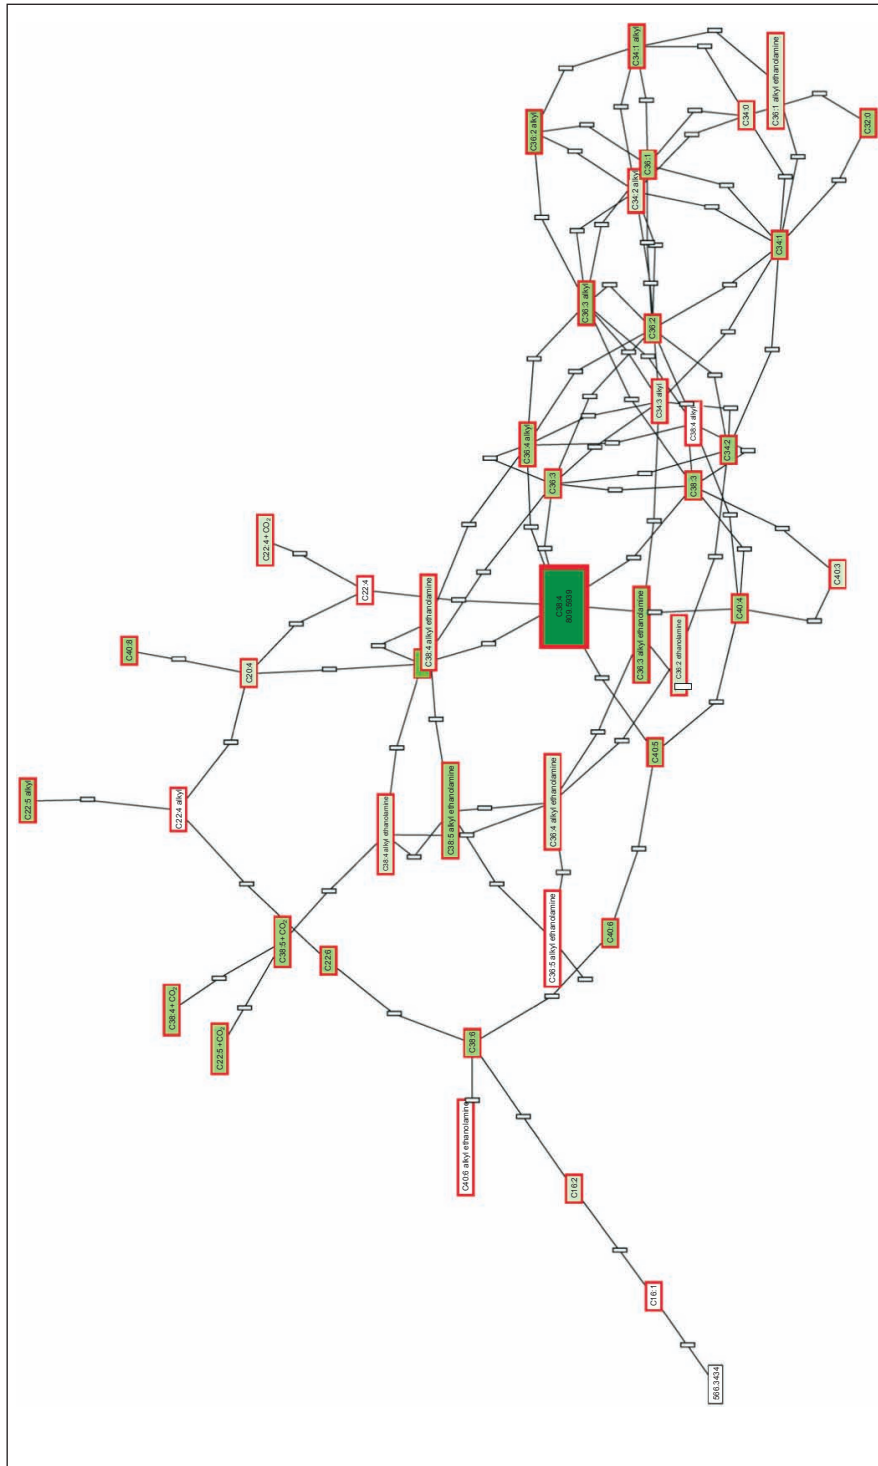 C22:5 alkyl
C40:8
C22:4 + CO₂
C22:4 alkyl
C20:4
C22:4
C38:4 + CO₂
C22:5 + CO₂
C38:5 + CO₂
C22:6
C38:4 alkyl ethanolamine
C38:4 alkyl ethanolamine
C38:5 alkyl ethanolamine
C40:6 alkyl ethanolamine
C38:6
C36:4 alkyl
C36:2 alkyl
C36:3
C38:4
809.5939
C36:4 alkyl ethanolamine
C36:5 alkyl ethanolamine
C16:2
C36:3 alkyl
C40:6
C34:1 alkyl
C34:2 alkyl
C36:1
C36:2
C34:3 alkyl
C36:3 alkyl ethanolamine
C40:5
C16:1
C36:2 ethanolamine
C38:4 alkyl
C38:3
C34:2
C40:4
566.3434
C34:0
C36:1 alkyl ethanolamine
C34:1
C40:3
C32:0